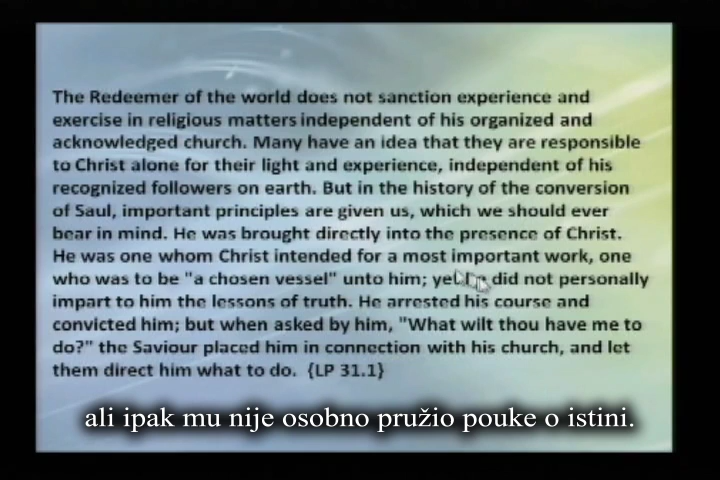 The Redeemer of the world does not sanction experience and
exercise in religious matters independent of his organized and
acknowledged church. Many have an idea that they are responsible
to Christ alone for their light and experience, independent of his
recognized followers on earth. But in the history of the conversion
of Saul, important principles are given us, which we should ever
bear in mind. He was brought directly into the presence of Christ.
He was one whom Christ intended for a most important work, one
who was to be "a chosen vessel" unto him; yet he did not personally
impart to him the lessons of truth. He arrested his course and
convicted him; but when asked by him, "What wilt thou have me to
do?" the Saviour placed him in connection with his church, and let
them direct him what to do. {LP 31.1}
ali ipak mu nije osobno pružio pouke o istini.